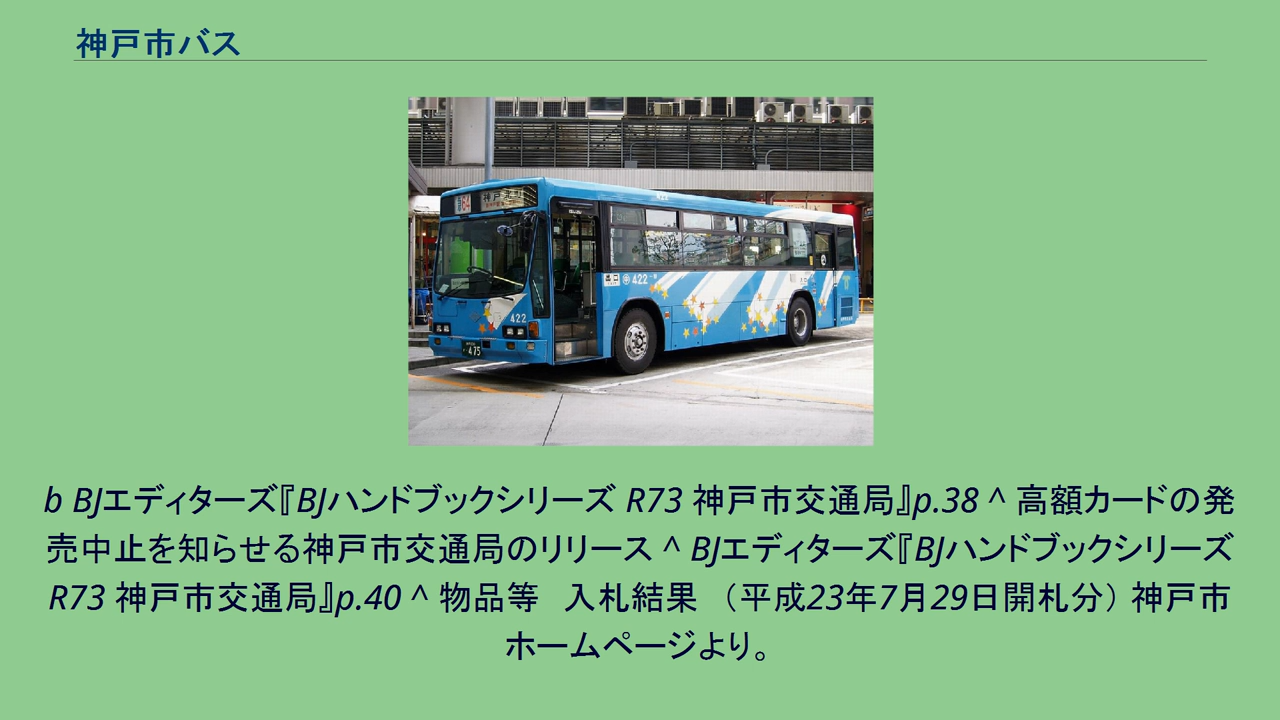 神戸市バス
64
神戸
422
422
475
b BJエディターズ『BJハンドブックシリーズ R73 神戸市交通局』p.38 ^ 高額カードの発
売中止を知らせる神戸市交通局のリリース ^ BJエディターズ『BJハンドブックシリーズ
R73 神戸市交通局』p.40 ^ 物品等　入札結果　（平成23年7月29日開札分）神戸市
ホームページより。